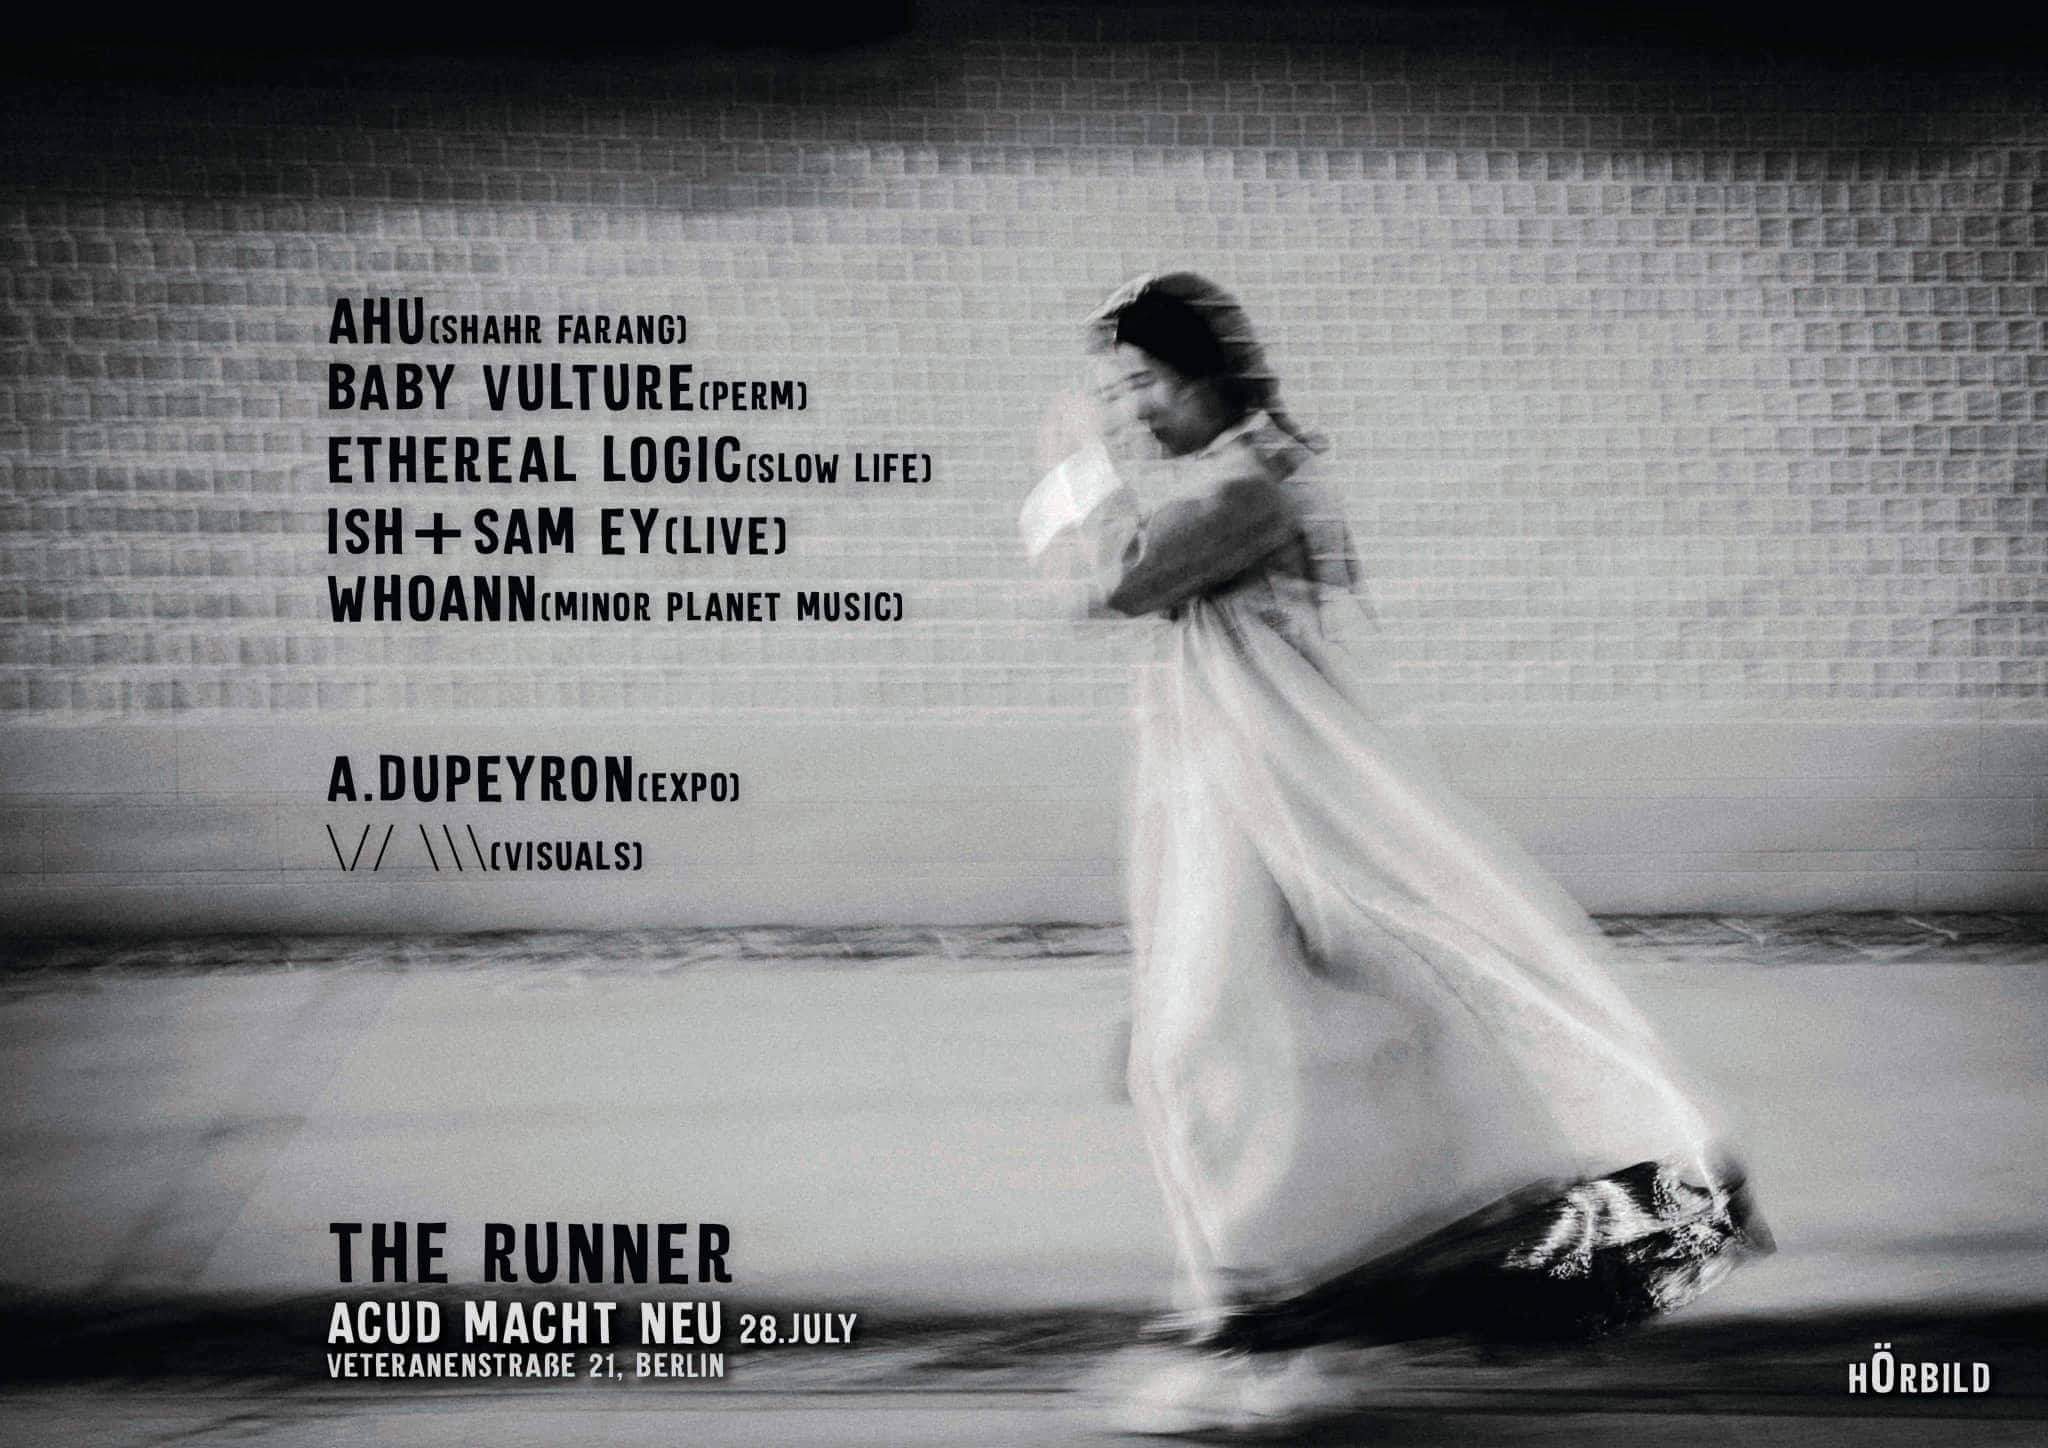 AHU(SHAHR FARANG)
BABY VULTURE(PERM)
ETHEREAL LOGIC(SLOW LIFE)
ISH+SAM EY(LIVE)
WHOANN(MINOR PLANET MUSIC)
A.DUPEYRON(EXPO)
\// \\\(VISUALS)
THE RUNNER
ACUD MACHT NEU 28.JULY
VETERANENSTRAßE 21, BERLIN
HÖRBILD